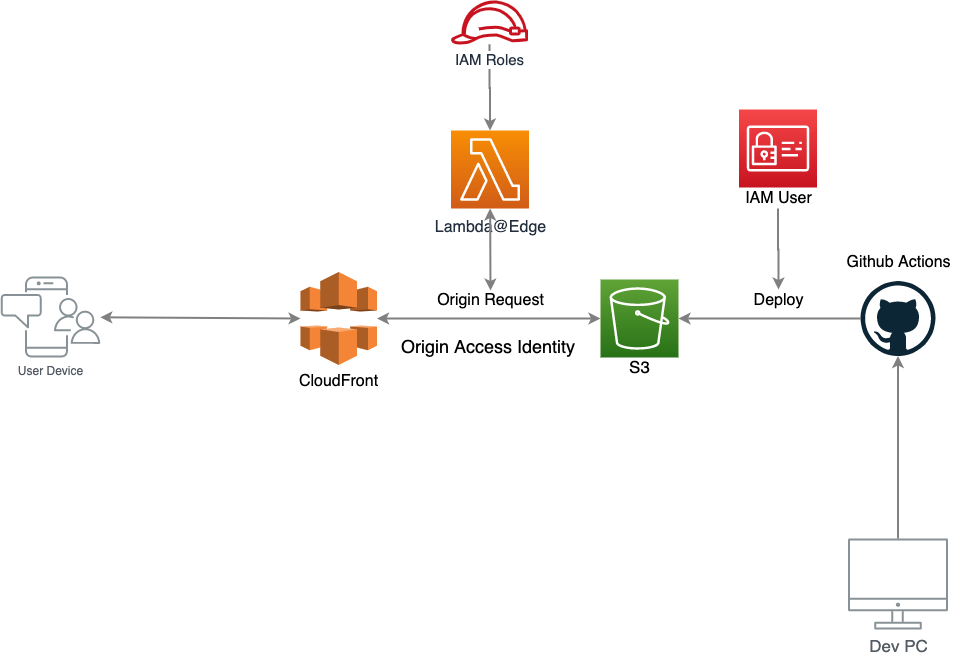 IAM Roles
IAM User
Lambda@Edge
Github Actions
Origin Request
Deploy
Origin Access Identity
User Device
CloudFront
S3
Dev PC